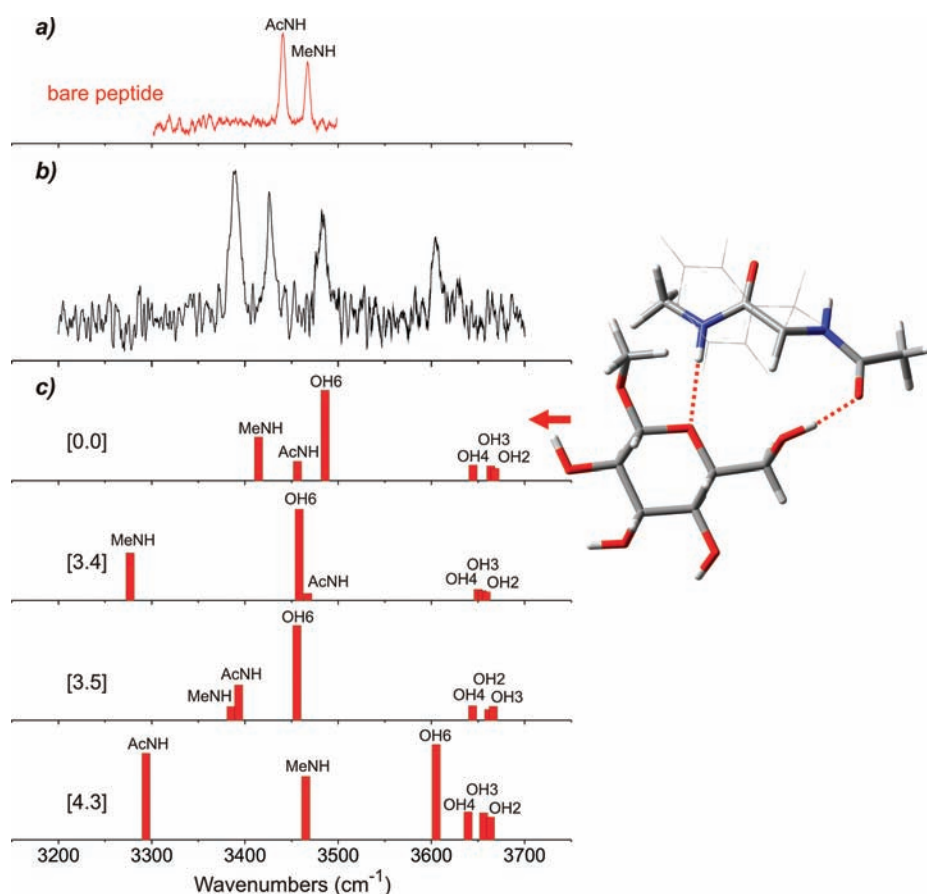 a)
AcNH
MeNH
bare peptide
b)
c)
[0.0]
MeNH
AcNH
OH6
OH4
OH3
OH2
[3.4]
MeNH
OH6
AcNH
OH4
OH3
OH2
[3.5]
MeNH
AcNH
OH6
OH4
OH2
OH3
[4.3]
AcNH
MeNH
OH6
OH4
OH3
OH2
3200 3300 3400 3500 3600 3700
Wavenumbers (cm⁻¹)